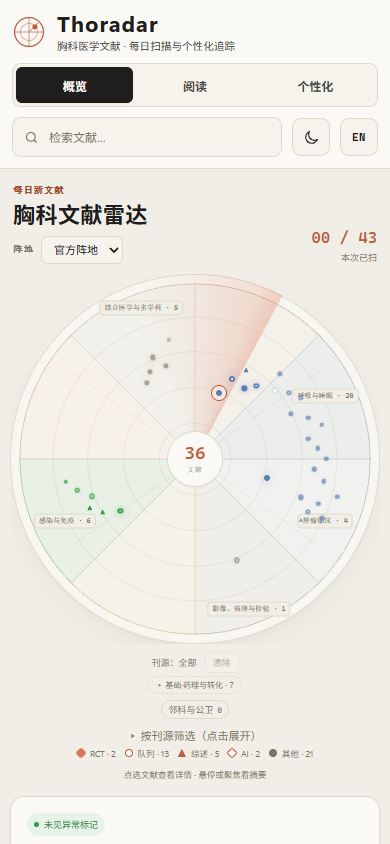 Thoradar
胸科医学文献 · 每日扫描与个性化追踪
概览
阅读
个性化
检索文献...
EN
每日新文献
胸科文献雷达
阵地
官方阵地
00 / 43
本次已扫
综合医学与多学科 · 5
呼吸与睡眠 · 20
36
文献
感染与免疫 · 6
肿瘤临床 · 4
影像、病理与检验 · 1
刊源: 全部
清除
▸ 基础·药理与转化 · 7
邻科与公卫 0
▸ 按刊源筛选（点击展开）
RCT · 2 队列 · 13 综述 · 5 AI · 2 其他 · 21
点选文献查看详情 · 悬停或聚焦看摘要
未见异常标记